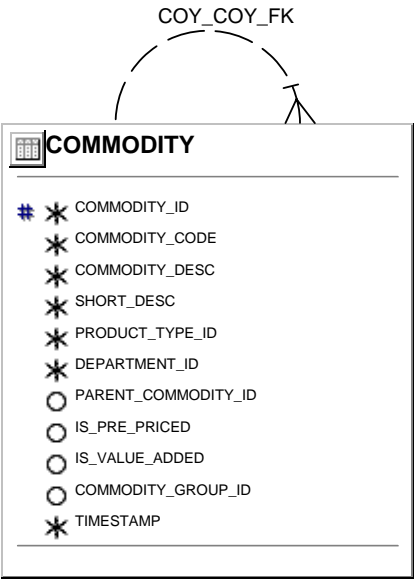 COY_COY_FK
COMMODITY
# * COMMODITY_ID
* COMMODITY_CODE
* COMMODITY_DESC
* SHORT_DESC
* PRODUCT_TYPE_ID
* DEPARTMENT_ID
O PARENT_COMMODITY_ID
O IS_PRE_PRICED
O IS_VALUE_ADDED
O COMMODITY_GROUP_ID
* TIMESTAMP